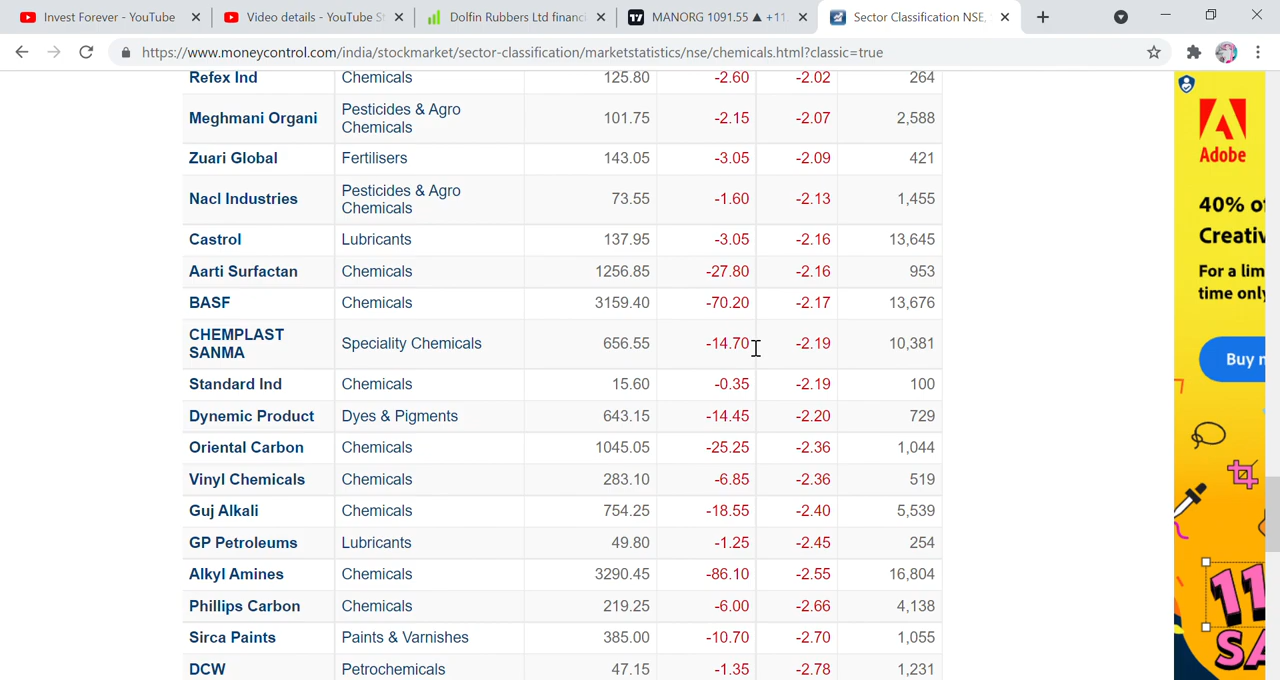 Invest Forever - YouTube
Video details - YouTube St
Dolfin Rubbers Ltd financi
MANORG 1091.55 ▲ +11.
Sector Classification NSE,
https://www.moneycontrol.com/india/stockmarket/sector-classification/marketstatistics/nse/chemicals.html?classic=true
Refex Ind Chemicals 125.80 -2.60 -2.02 264
Meghmani Organi Pesticides & Agro Chemicals 101.75 -2.15 -2.07 2,588
Zuari Global Fertilisers 143.05 -3.05 -2.09 421
Nacl Industries Pesticides & Agro Chemicals 73.55 -1.60 -2.13 1,455
Castrol Lubricants 137.95 -3.05 -2.16 13,645
Aarti Surfactan Chemicals 1256.85 -27.80 -2.16 953
BASF Chemicals 3159.40 -70.20 -2.17 13,676
CHEMPLAST SANMA Speciality Chemicals 656.55 -14.70 -2.19 10,381
Standard Ind Chemicals 15.60 -0.35 -2.19 100
Dynemic Product Dyes & Pigments 643.15 -14.45 -2.20 729
Oriental Carbon Chemicals 1045.05 -25.25 -2.36 1,044
Vinyl Chemicals Chemicals 283.10 -6.85 -2.36 519
Guj Alkali Chemicals 754.25 -18.55 -2.40 5,539
GP Petroleums Lubricants 49.80 -1.25 -2.45 254
Alkyl Amines Chemicals 3290.45 -86.10 -2.55 16,804
Phillips Carbon Chemicals 219.25 -6.00 -2.66 4,138
Sirca Paints Paints & Varnishes 385.00 -10.70 -2.70 1,055
DCW Petrochemicals 47.15 -1.35 -2.78 1,231
Adobe
40% o
Creativ
For a lim
time only
Buy
11
SA